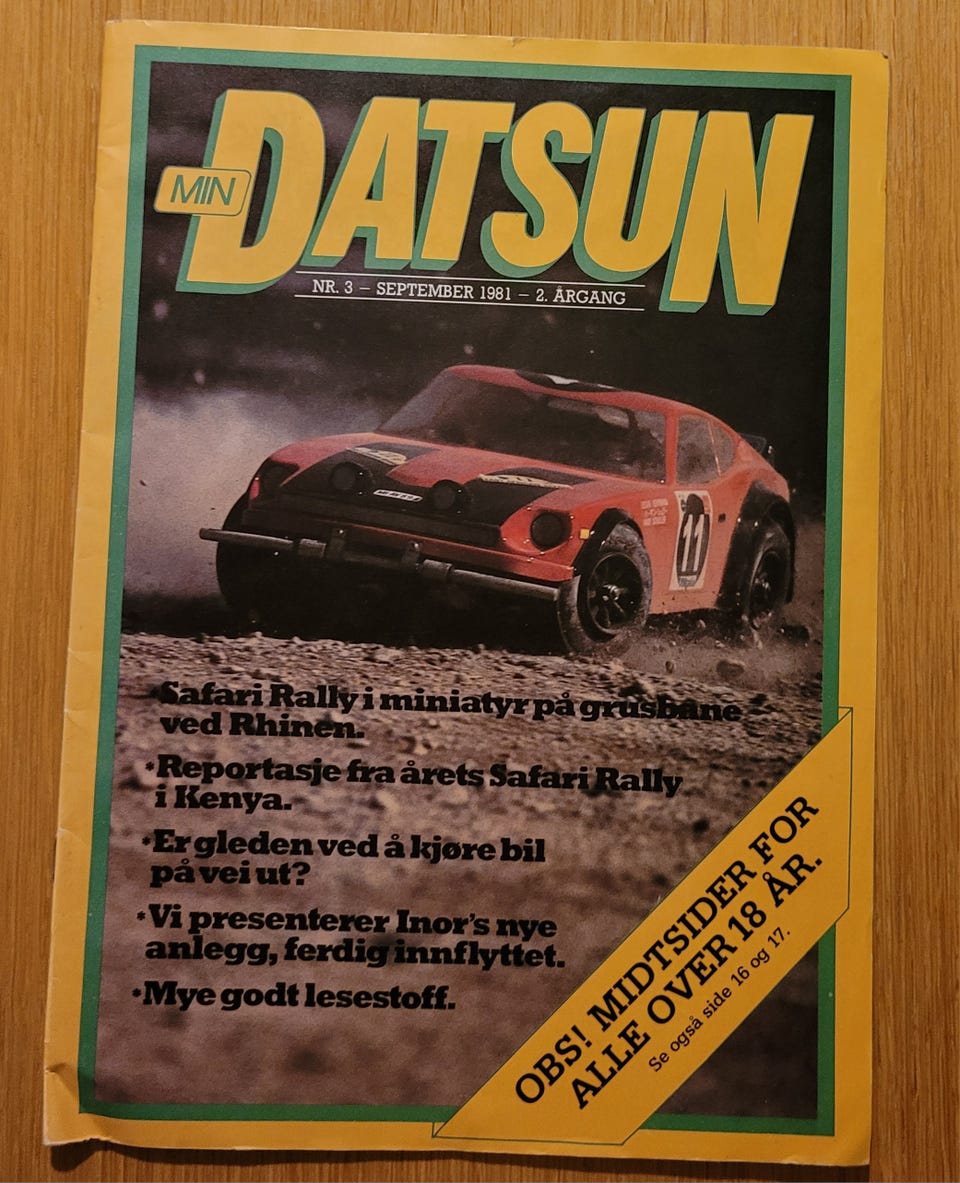 MIN
DATSUN
NR. 3 – SEPTEMBER 1981 – 2. ÅRGANG
11
*Safari Rally i miniatyr på grusbane
ved Rhinen.
*Reportasje fra årets Safari Rally
i Kenya.
*Er gleden ved å kjøre bil
på vei ut?
*Vi presenterer Inor's nye
anlegg, ferdig innflyttet.
*Mye godt lesestoff.
OBS! MIDTSIDER FOR
ALLE OVER 18 ÅR.
Se også side 16 og 17.